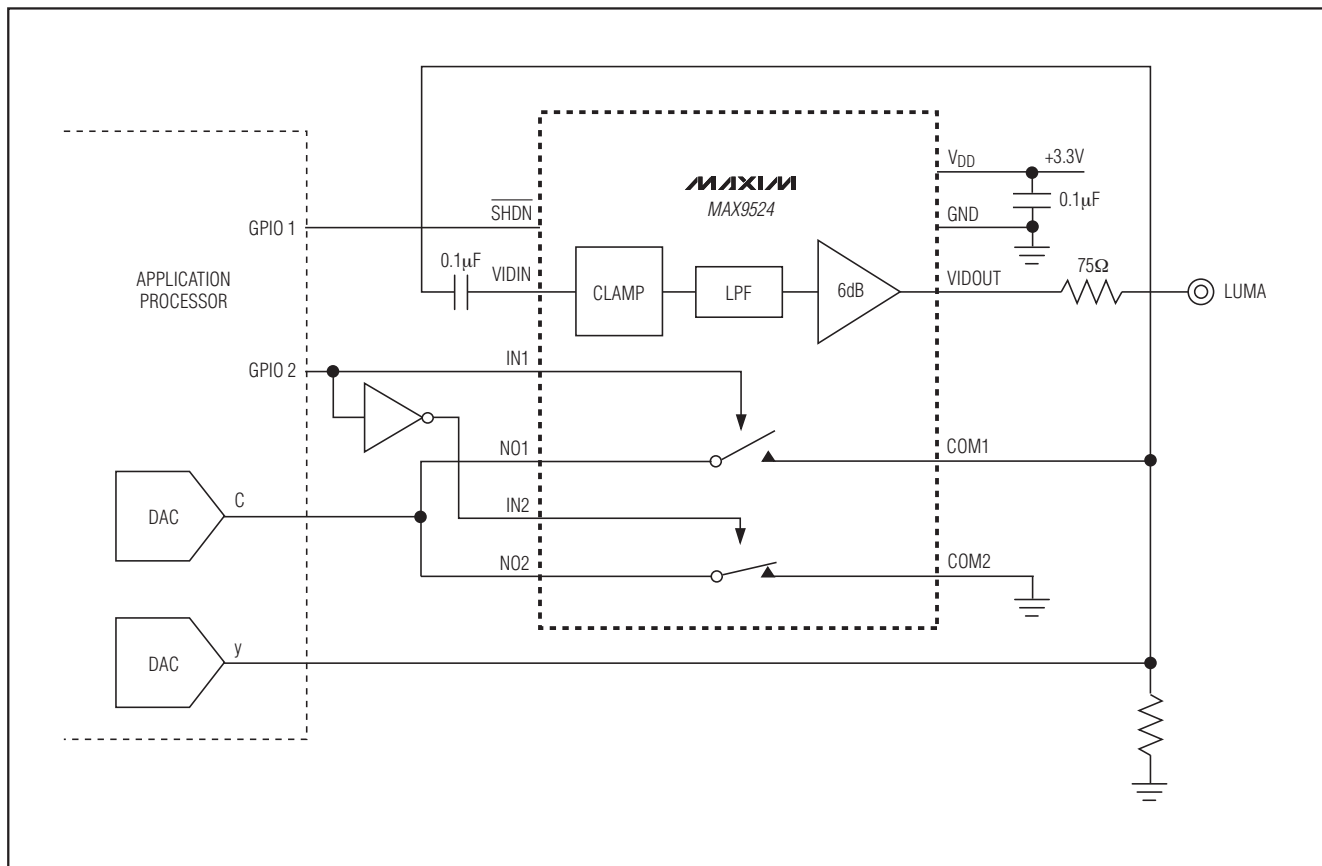 VDD
+3.3V
MAXIM
MAX9524
0.1µF
SHDN
GND
GPIO 1
75Ω
0.1µF
VIDIN
VIDOUT
APPLICATION
PROCESSOR
CLAMP
LPF
6dB
LUMA
GPIO 2
IN1
NO1
COM1
C
DAC
IN2
NO2
COM2
y
DAC